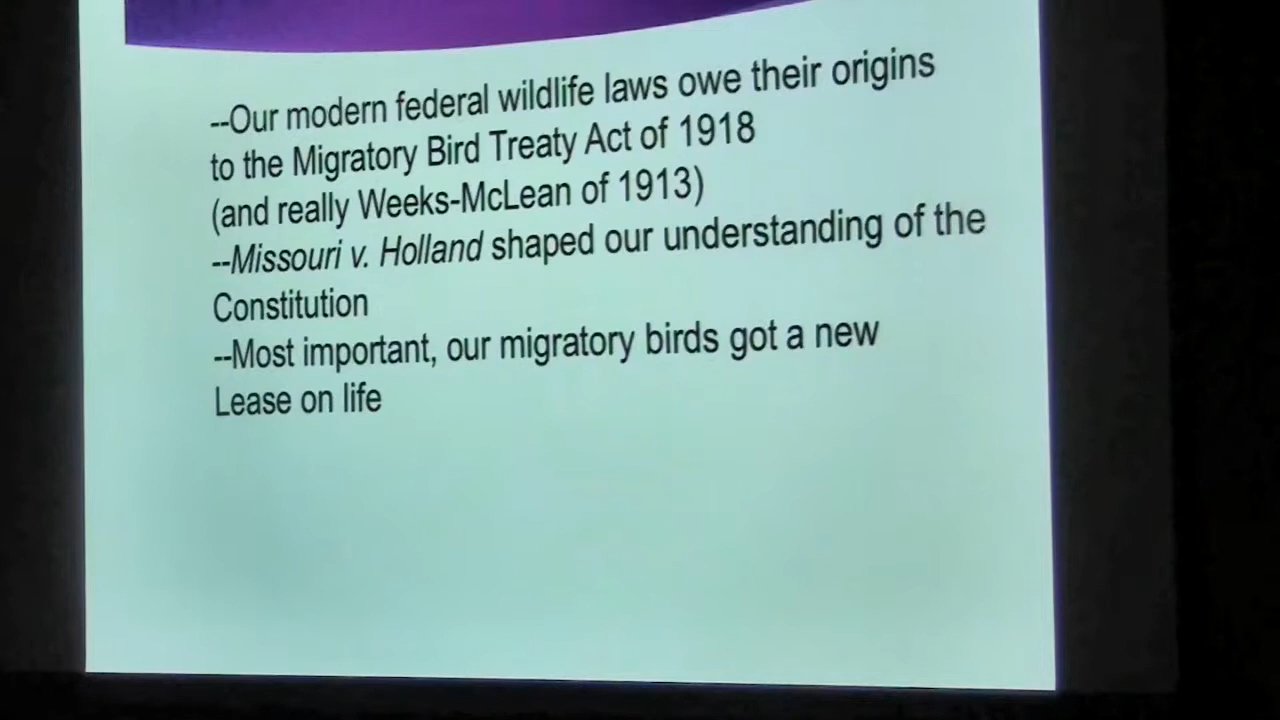 --Our modern federal wildlife laws owe their origins
to the Migratory Bird Treaty Act of 1918
(and really Weeks-McLean of 1913)
--Missouri v. Holland shaped our understanding of the
Constitution
--Most important, our migratory birds got a new
Lease on life